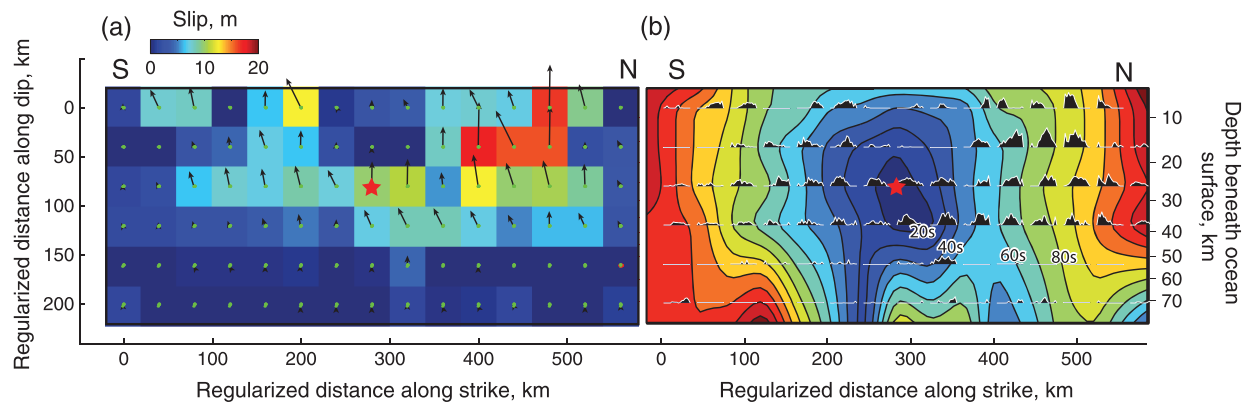 (a)
Slip, m
0 10 20
S N
Regularized distance along dip, km
0
50
100
150
200
0 100 200 300 400 500
Regularized distance along strike, km
(b)
S N
20s
40s
60s
80s
10
20
30
40
50
60
70
Depth beneath ocean
surface, km
0 100 200 300 400 500
Regularized distance along strike, km